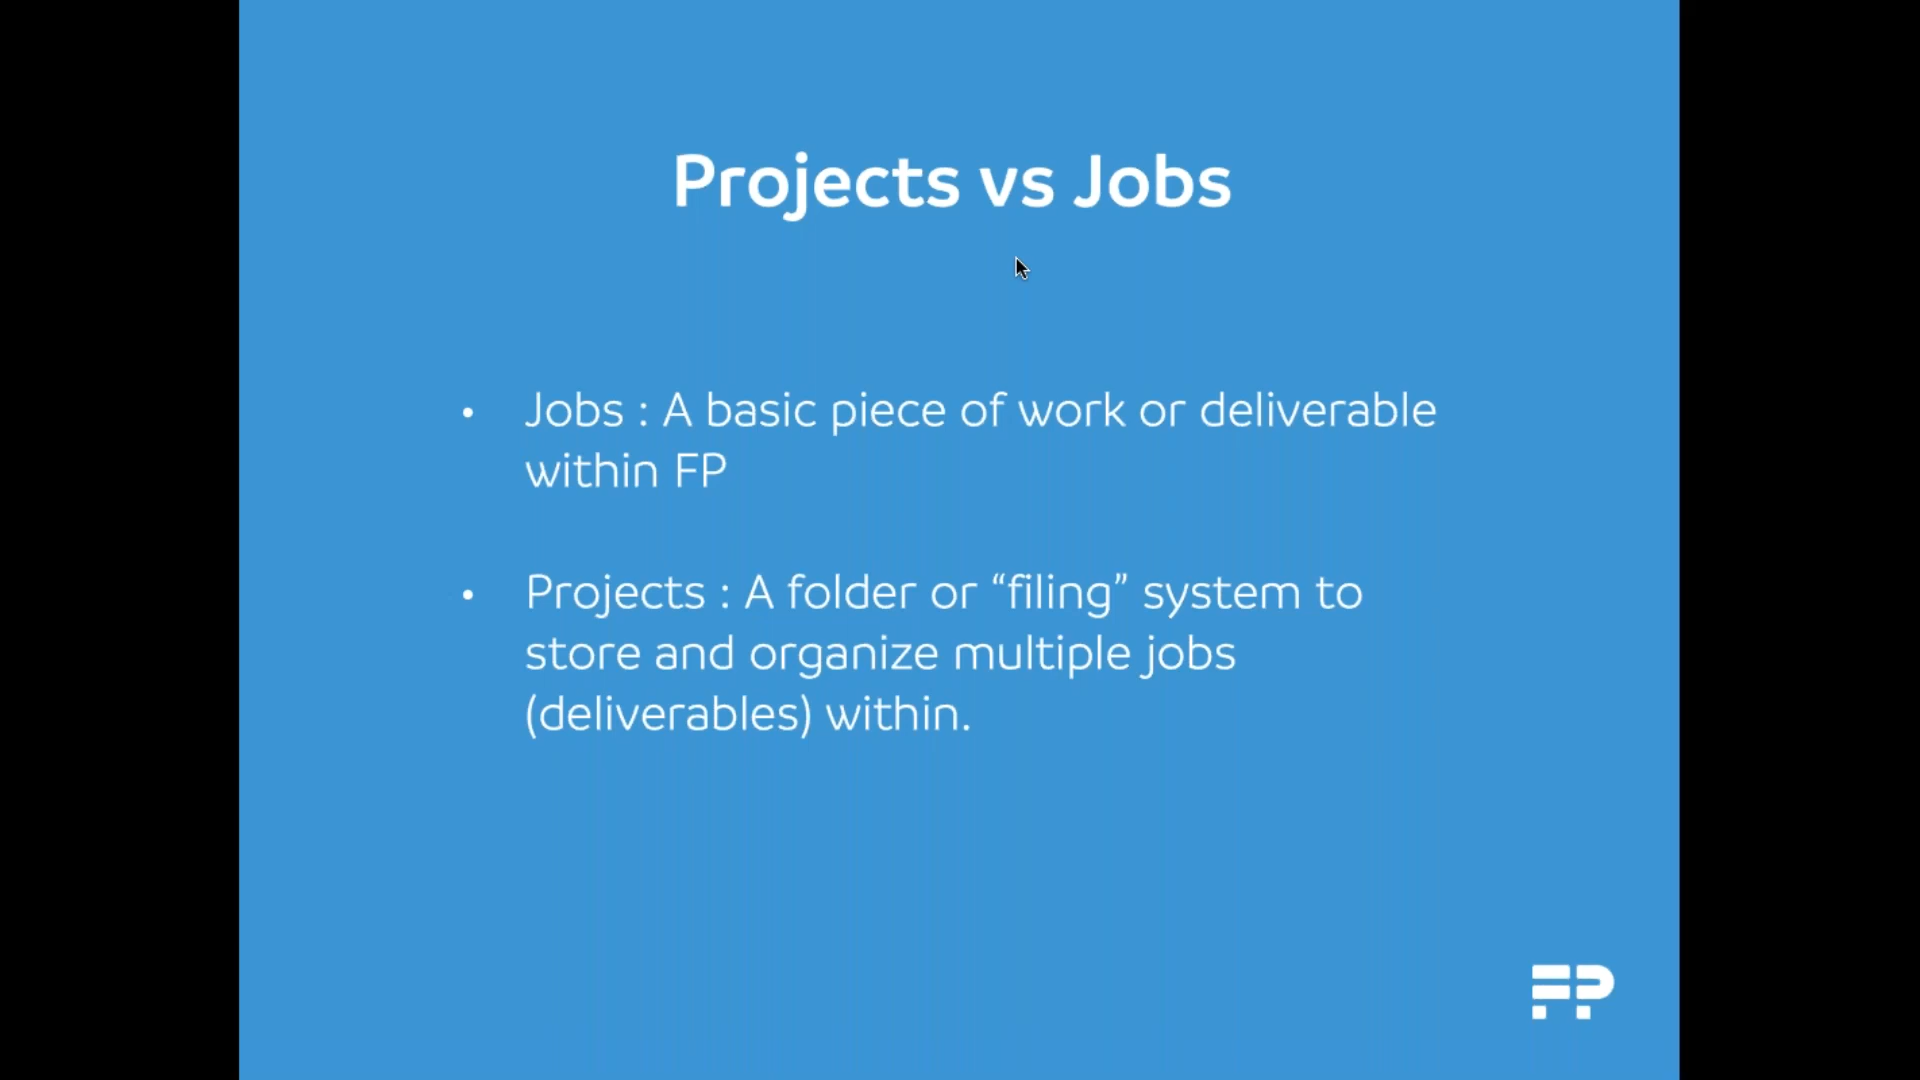 Projects vs Jobs
• Jobs : A basic piece of work or deliverable
within FP
• Projects : A folder or “filing” system to
store and organize multiple jobs
(deliverables) within.
FP